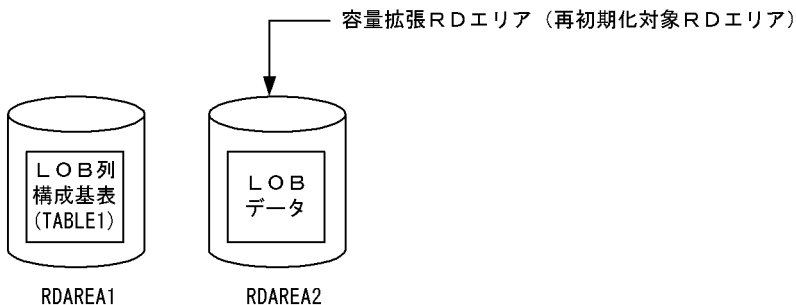 容量拡張ＲＤエリア（再初期化対象ＲＤエリア）
ＬＯＢ列
構成基表
(TABLE1)
ＬＯＢ
データ
RDAREA1
RDAREA2